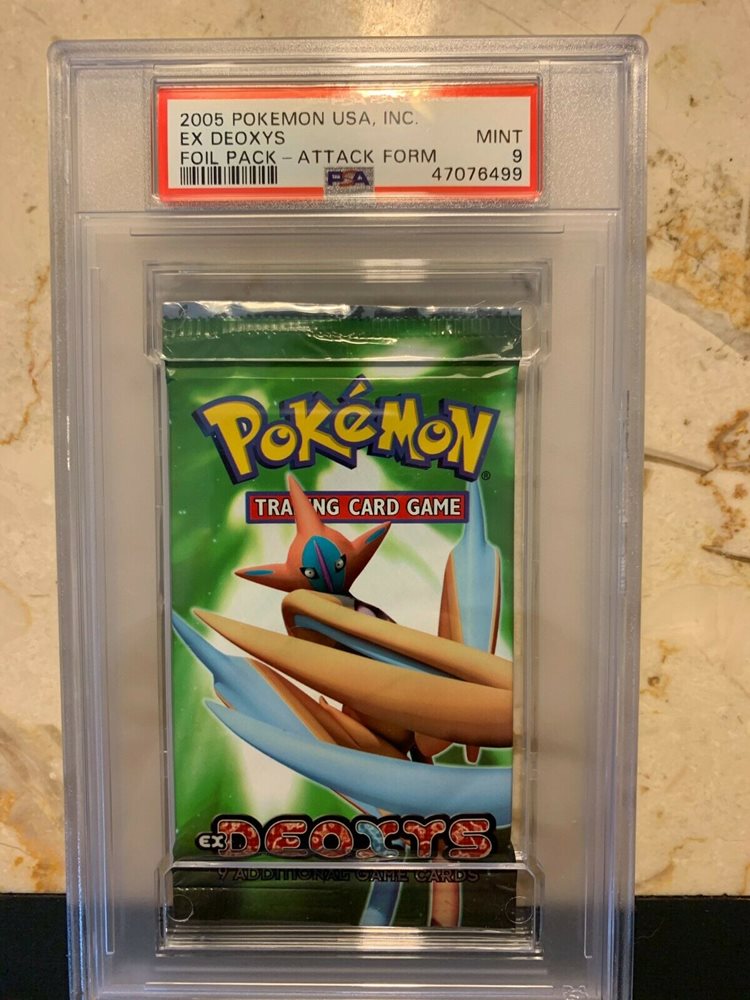 2005 POKEMON USA, INC.
EX DEOXYS MINT
FOIL PACK - ATTACK FORM 9
PSA 47076499
POKéMON®
TRADING CARD GAME
EX DEOXYS
9 ADDITIONAL GAME CARDS